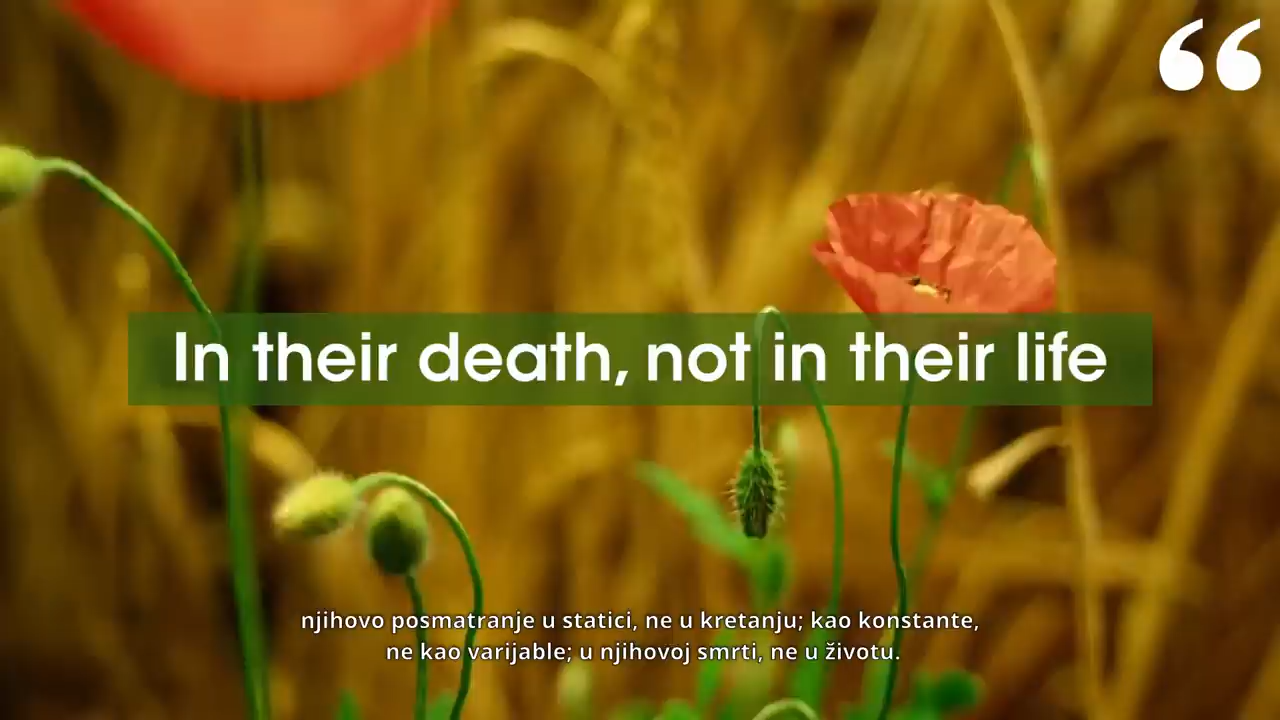 “
In their death, not in their life
njihovo posmatranje u statici, ne u kretanju; kao konstante,
ne kao varijable; u njihovoj smrti, ne u životu.